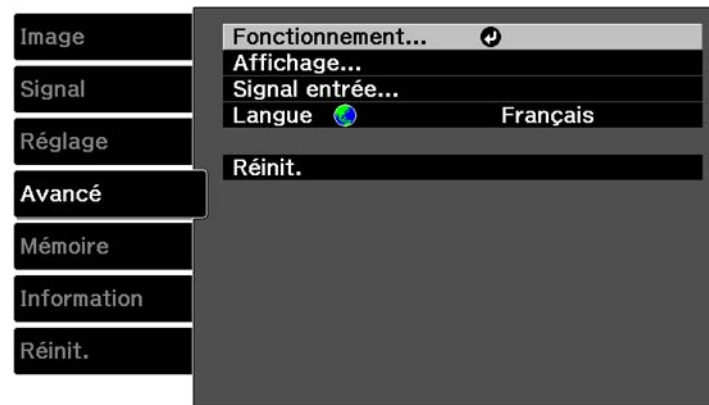 Image
Signal
Réglage
Avancé
Mémoire
Information
Réinit.
Fonctionnement...
Affichage...
Signal entrée...
Langue Français
Réinit.